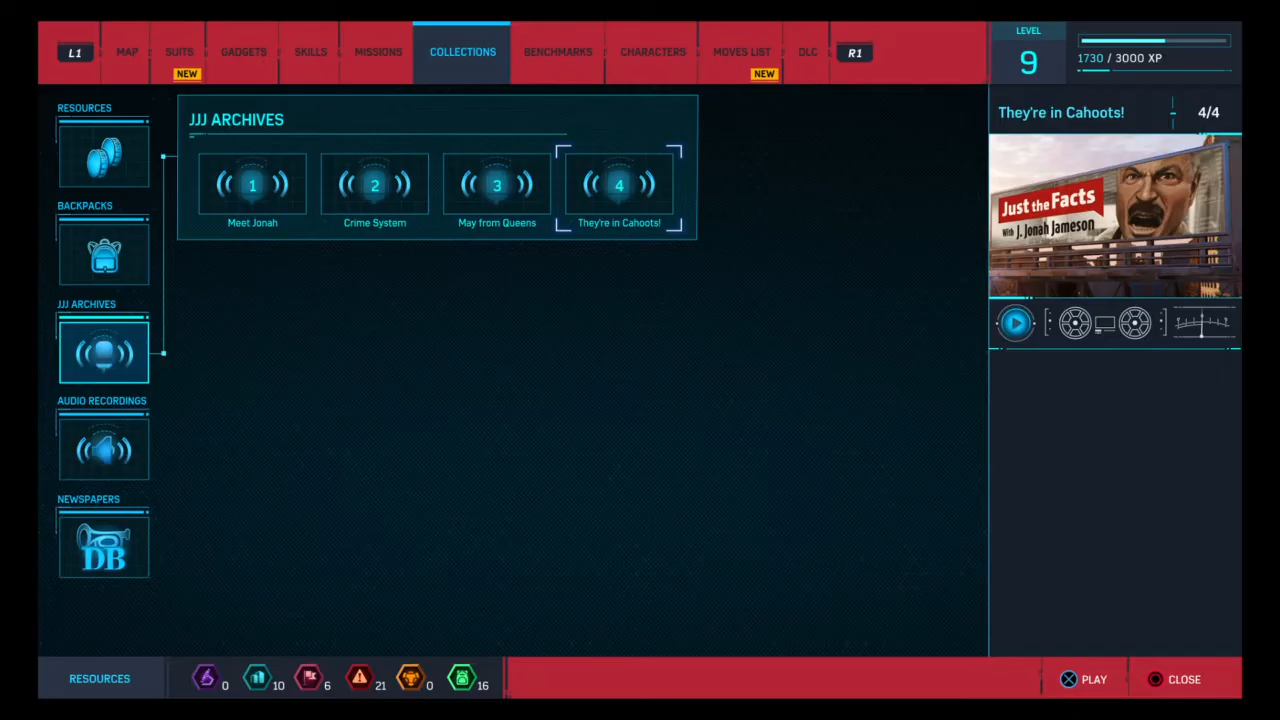 L1
MAP
SUITS
NEW
GADGETS
SKILLS
MISSIONS
COLLECTIONS
BENCHMARKS
CHARACTERS
MOVES LIST
NEW
DLC
R1
LEVEL
9
1730 / 3000 XP
RESOURCES
BACKPACKS
JJJ ARCHIVES
AUDIO RECORDINGS
NEWSPAPERS
DB
JJJ ARCHIVES
1
Meet Jonah
2
Crime System
3
May from Queens
4
They're in Cahoots!
They're in Cahoots!
4/4
Just the Facts
With J. Jonah Jameson
RESOURCES
0
10
6
21
0
16
PLAY
CLOSE